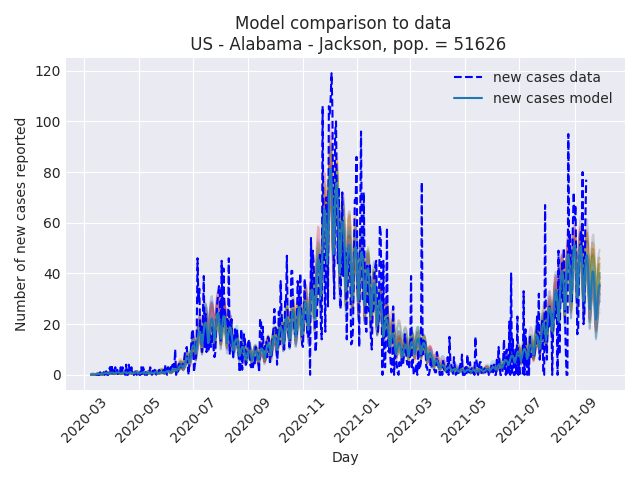 Model comparison to data
US - Alabama - Jackson, pop. = 51626
new cases data
new cases model
Number of new cases reported
120
100
80
60
40
20
0
2020-03
2020-05
2020-07
2020-09
2020-11
2021-01
2021-03
2021-05
2021-07
2021-09
Day